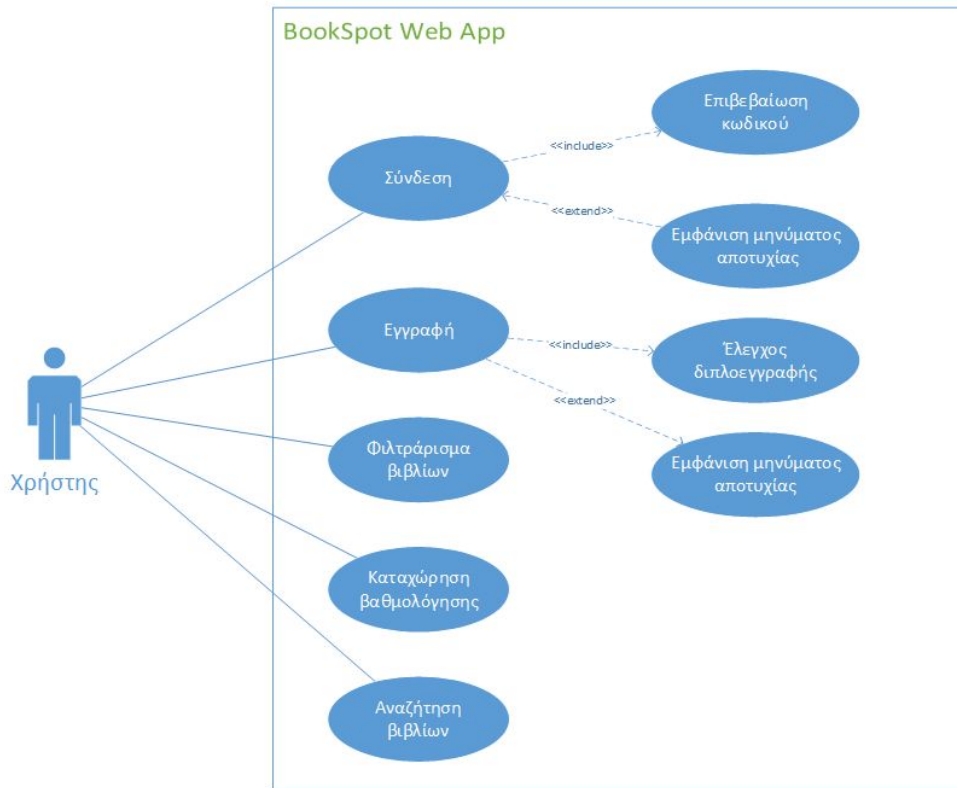 BookSpot Web App
Επιβεβαίωση
κωδικού
<<include>>
Σύνδεση
<<extend>>
Εμφάνιση μηνύματος
αποτυχίας
Εγγραφή
<<include>>
Έλεγχος
διπλοεγγραφής
<<extend>>
Εμφάνιση μηνύματος
αποτυχίας
Φιλτράρισμα
βιβλίων
Χρήστης
Καταχώρηση
βαθμολόγησης
Αναζήτηση
βιβλίων